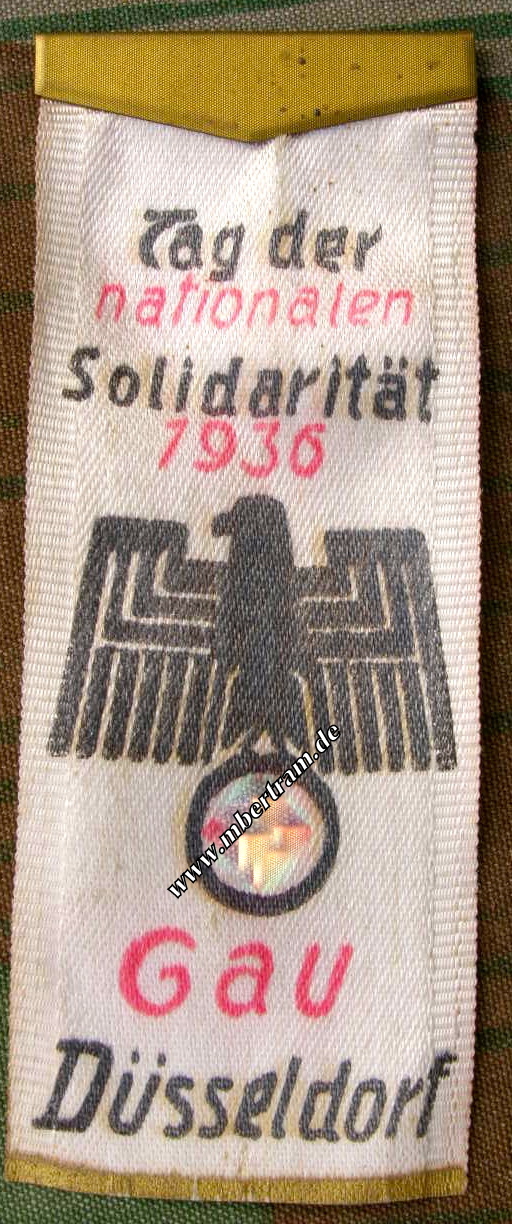 Tag der
nationalen
Solidarität
1936
www.mbertram.de
Gau
Düsseldorf